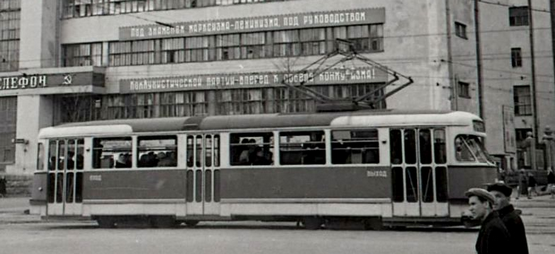 ПОД ЗНАМЕНЕМ МАРКСИЗМА-ЛЕНИНИЗМА, ПОД РУКОВОДСТВОМ
КОММУНИСТИЧЕСКОЙ ПАРТИИ-ВПЕРЕД К ПОБЕДЕ КОММУНИЗМА!
ЛЕФОН
ВХОД
ВЫХОД